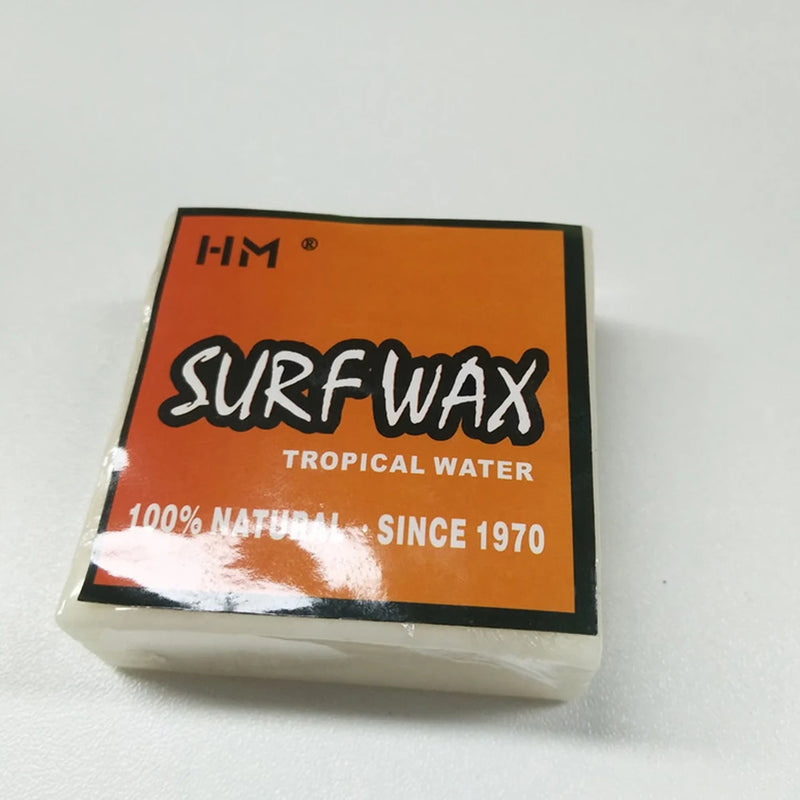 HM ®
SURF WAX
TROPICAL WATER
100% NATURAL · SINCE 1970